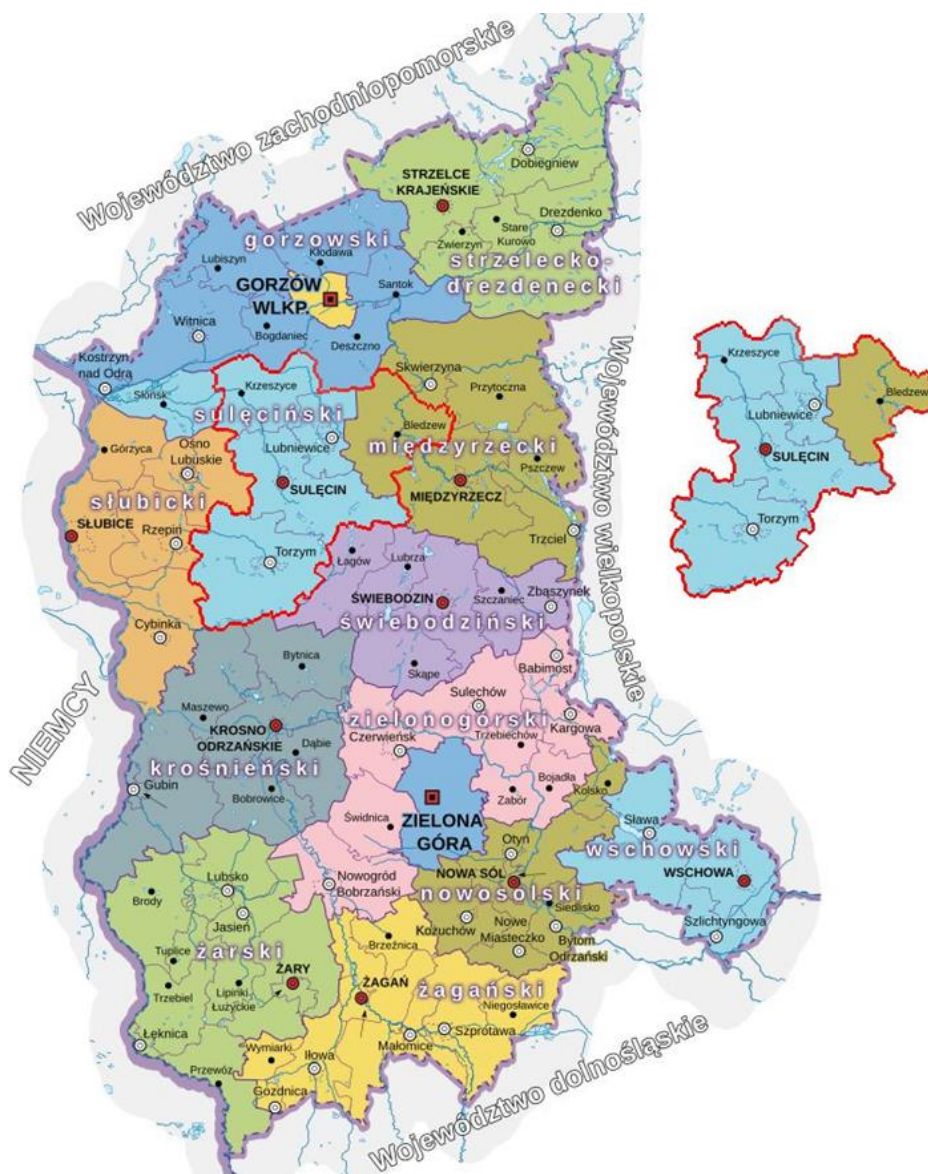 Województwo zachodniopomorskie
Dobiegniew
STRZELCE
KRAJEŃSKIE
Drezdenko
Stare
Kurowo
Zwierzyn
strzelecko-
drezdenecki
gorzowski
Kłodawa
Lubiszyn
GORZÓW
WLKP.
Santok
Witnica
Bogdaniec
Deszczno
Kostrzyn
nad Odrą
Województwo wielkopolskie
Skwierzyna
Krzeszyce
Słońsk
Przytoczna
sulęciński
Bledzew
Lubniewice
międzyrzecki
Górzyca
Ośno
Lubuskie
Pszczew
SULĘCIN
MIĘDZYRZECZ
słubicki
SŁUBICE
Rzepin
Trzciel
Torzym
Łagów
Lubrza
Krzeszyce
Bledzew
Lubniewice
SULĘCIN
Torzym
ŚWIEBODZIN
Szczaniec
Zbąszynek
świebodziński
Cybinka
Bytnica
Skąpe
Babimost
NIEMCY
Sulechów
Maszewo
zielonogórski
Kargowa
KROSNO
ODRZAŃSKIE
Dąbie
Czerwieńsk
Trzebiechów
krośnieński
Gubin
Bobrowice
Zabór
Bojadła
Kolsko
Świdnica
ZIELONA
GÓRA
Sława
Otyń
wschowski
WSCHOWA
NOWA SÓL
nowosolski
Siedlisko
Nowogród
Bobrzański
Lubsko
Brody
Jasień
Kożuchów
Nowe
Miasteczko
Bytom
Odrzański
Szlichtyngowa
Brzeźnica
żarski
Tuplice
ŻARY
Trzebiel
Lipinki
Łużyckie
ŻAGAŃ
żagański
Niegosławice
Szprotawa
Małomice
Łęknica
Wymiarki
Iłowa
Przewóz
Gozdnica
Województwo dolnośląskie